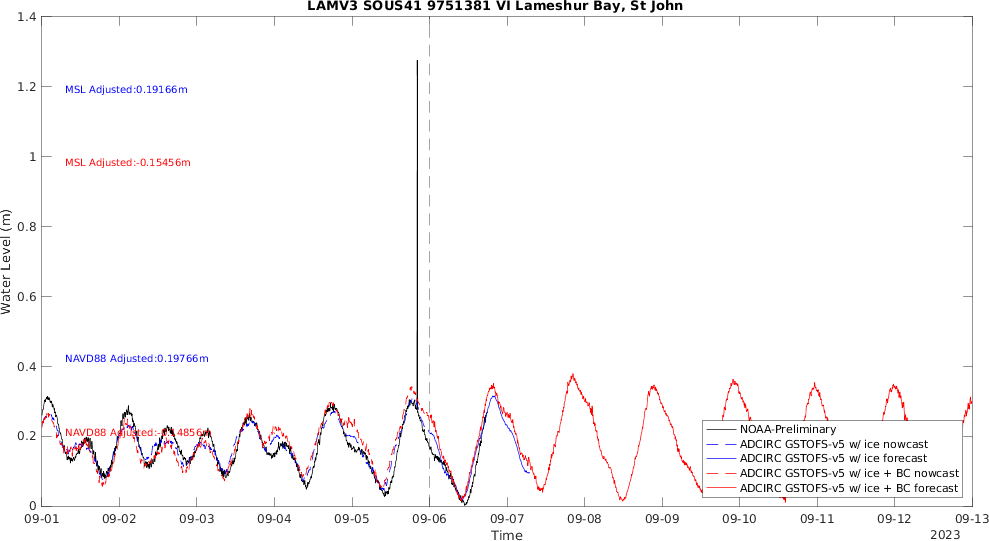 LAMV3 SOUS41 9751381 VI Lameshur Bay, St John
1.4
1.2
1
0.8
0.6
0.4
0.2
0
Water Level (m)
MSL Adjusted:0.19166m
MSL Adjusted:-0.15456m
NAVD88 Adjusted:0.19766m
NAVD88 Adjusted:
NOAA-Preliminary
ADCIRC GSTOFS-v5 w/ ice nowcast
ADCIRC GSTOFS-v5 w/ ice forecast
ADCIRC GSTOFS-v5 w/ ice + BC nowcast
ADCIRC GSTOFS-v5 w/ ice + BC forecast
09-01 09-02 09-03 09-04 09-05 09-06 09-07 09-08 09-09 09-10 09-11 09-12 09-13
Time
2023